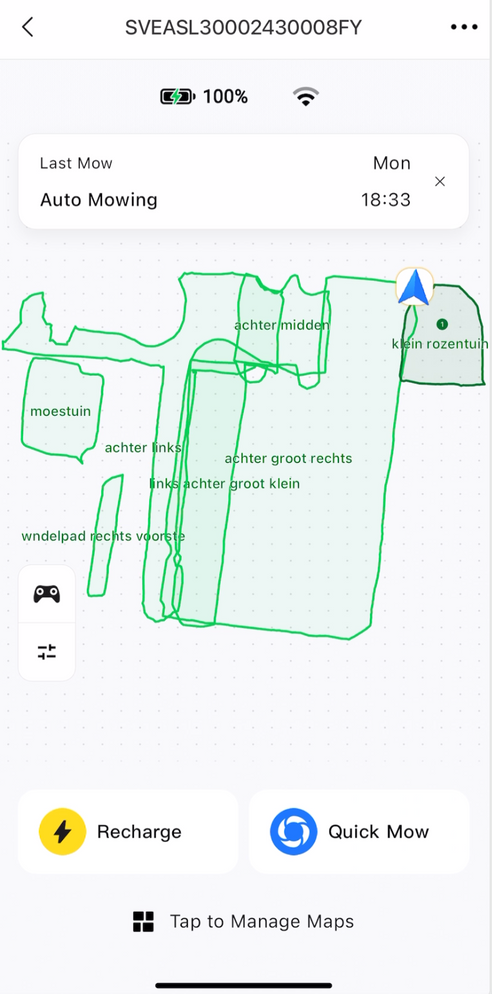 SVEASL30002430008FY
100%
Last Mow
Mon
Auto Mowing
18:33
achter midden
1
klein rozentuin
moestuin
achter links
achter groot rechts
links achter groot klein
wndelpad rechts voorste
Recharge
Quick Mow
Tap to Manage Maps